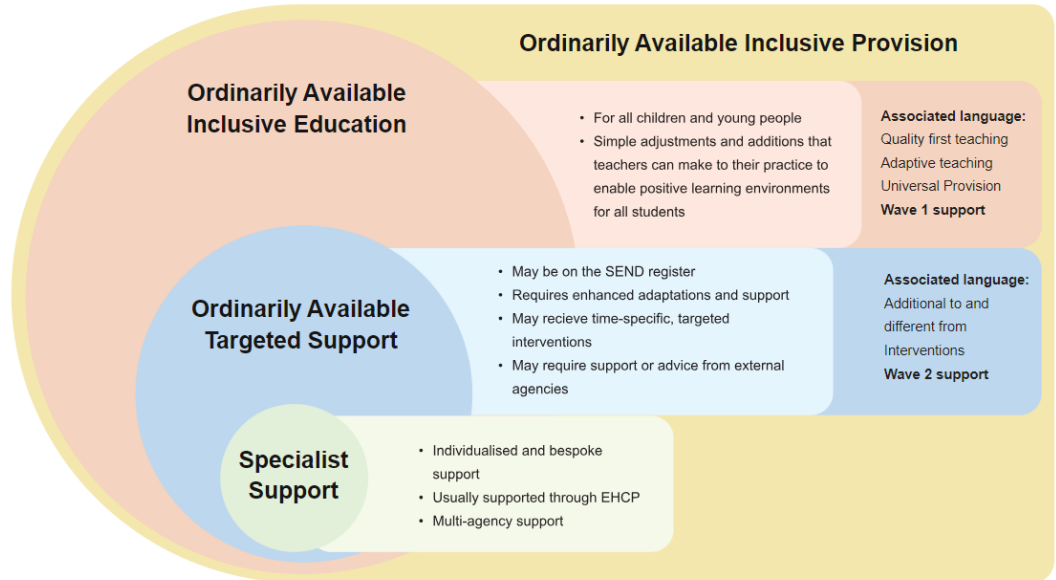 Ordinarily Available Inclusive Provision
Ordinarily Available
Inclusive Education
• For all children and young people
• Simple adjustments and additions that
teachers can make to their practice to
enable positive learning environments
for all students
Associated language:
Quality first teaching
Adaptive teaching
Universal Provision
Wave 1 support
Ordinarily Available
Targeted Support
• May be on the SEND register
• Requires enhanced adaptations and support
• May recieve time-specific, targeted
interventions
• May require support or advice from external
agencies
Associated language:
Additional to and
different from
Interventions
Wave 2 support
Specialist
Support
• Individualised and bespoke
support
• Usually supported through EHCP
• Multi-agency support